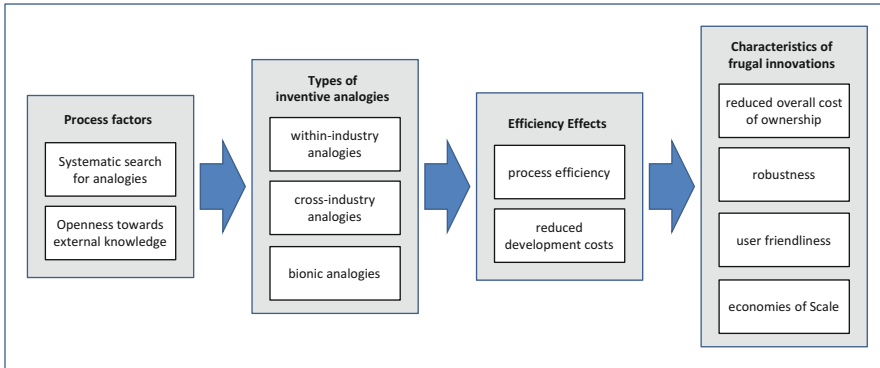 Process factors
Systematic search
for analogies
Openness towards
external knowledge
Types of
inventive analogies
within-industry
analogies
cross-industry
analogies
bionic analogies
Efficiency Effects
process efficiency
reduced
development costs
Characteristics of
frugal innovations
reduced overall cost
of ownership
robustness
user friendliness
economies of Scale